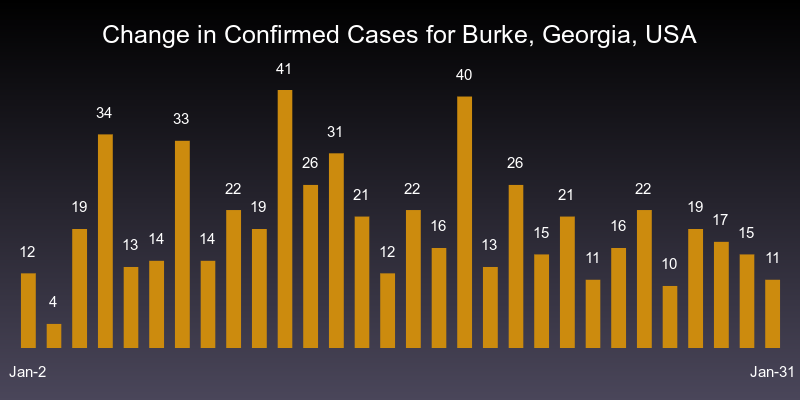 Change in Confirmed Cases for Burke, Georgia, USA
12 4 19 34 13 14 33 14 22 19 41 26 31 21 12 22 16 40 13 26 15 21 11 16 22 10 19 17 15 11
Jan-2 Jan-31